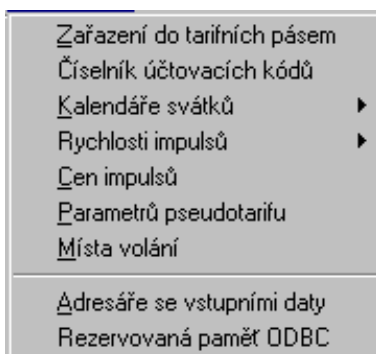 Zařazení do tarifních pásem
Číselník účtovacích kódů
Kalendáře svátků
Rychlosti impulsů
Cen impulsů
Parametrů pseudotarifu
Místa volání
Adresáře se vstupními daty
Rezervovaná paměť ODBC